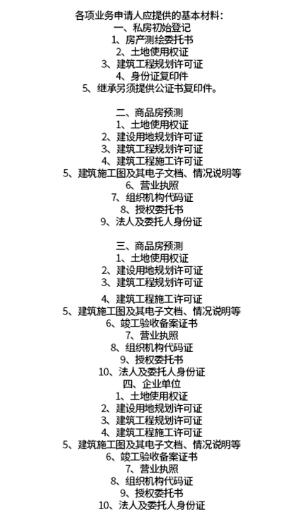 各项业务申请人应提供的基本材料：
一、私房初始登记
1、房产测绘委托书
2、土地使用权证
3、建筑工程规划许可证
4、身份证复印件
5、继承另须提供公证书复印件。
二、商品房预测
1、土地使用权证
2、建设用地规划许可证
3、建筑工程规划许可证
4、建筑工程施工许可证
5、建筑施工图及其电子文档、情况说明等
6、营业执照
7、组织机构代码证
8、授权委托书
9、法人及委托人身份证
三、商品房预测
1、土地使用权证
2、建设用地规划许可证
3、建筑工程规划许可证
4、建筑工程施工许可证
5、建筑施工图及其电子文档、情况说明等
6、竣工验收备案证书
7、营业执照
8、组织机构代码证
9、授权委托书
10、法人及委托人身份证
四、企业单位
1、土地使用权证
2、建设用地规划许可证
3、建筑工程规划许可证
4、建筑工程施工许可证
5、建筑施工图及其电子文档、情况说明等
6、竣工验收备案证书
7、营业执照
8、组织机构代码证
9、授权委托书
10、法人及委托人身份证